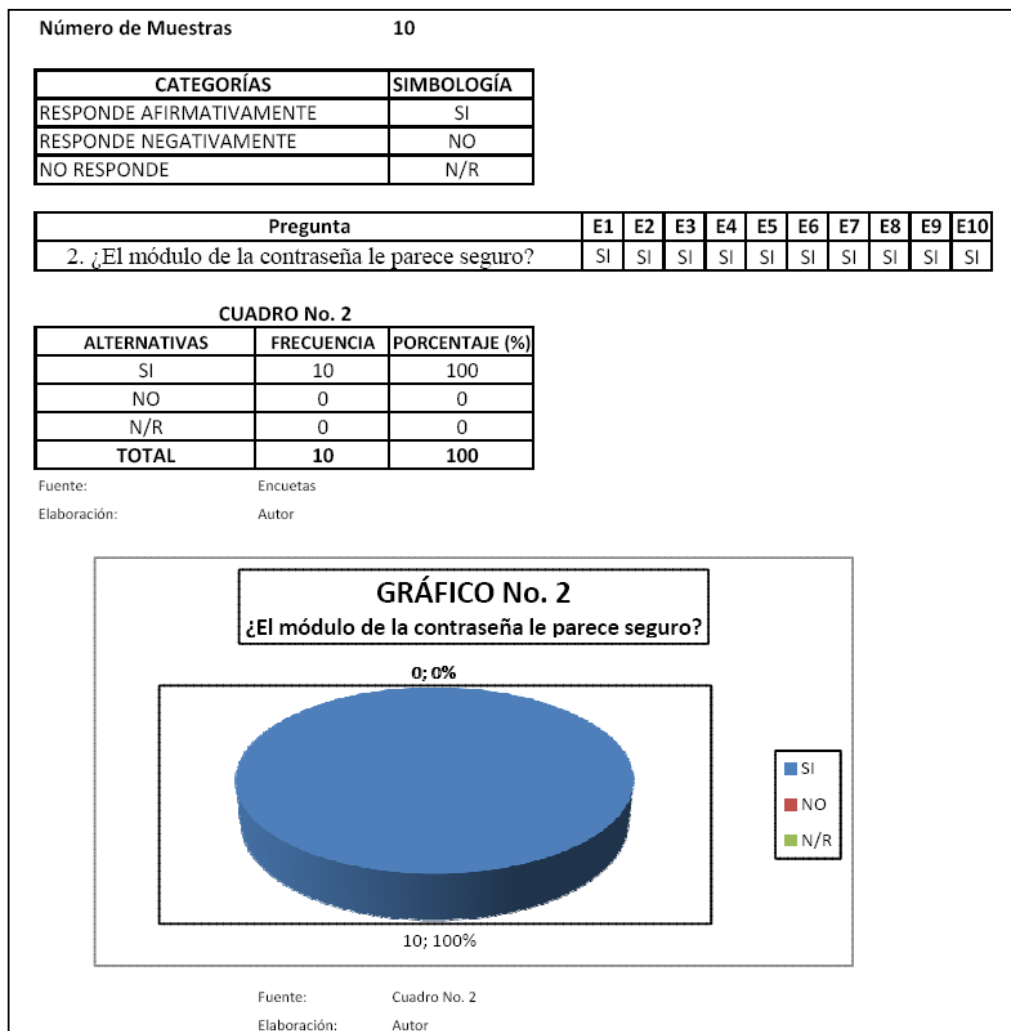 Número de Muestras 10
CATEGORÍAS SIMBOLOGÍA
RESPONDE AFIRMATIVAMENTE SI
RESPONDE NEGATIVAMENTE NO
NO RESPONDE N/R
Pregunta E1 E2 E3 E4 E5 E6 E7 E8 E9 E10
2. ¿El módulo de la contraseña le parece seguro? SI SI SI SI SI SI SI SI SI SI
CUADRO No. 2
ALTERNATIVAS FRECUENCIA PORCENTAJE (%)
SI 10 100
NO 0 0
N/R 0 0
TOTAL 10 100
Fuente: Encuetas
Elaboración: Autor
GRÁFICO No. 2
¿El módulo de la contraseña le parece seguro?
0; 0%
SI
NO
N/R
10; 100%
Fuente: Cuadro No. 2
Elaboración: Autor